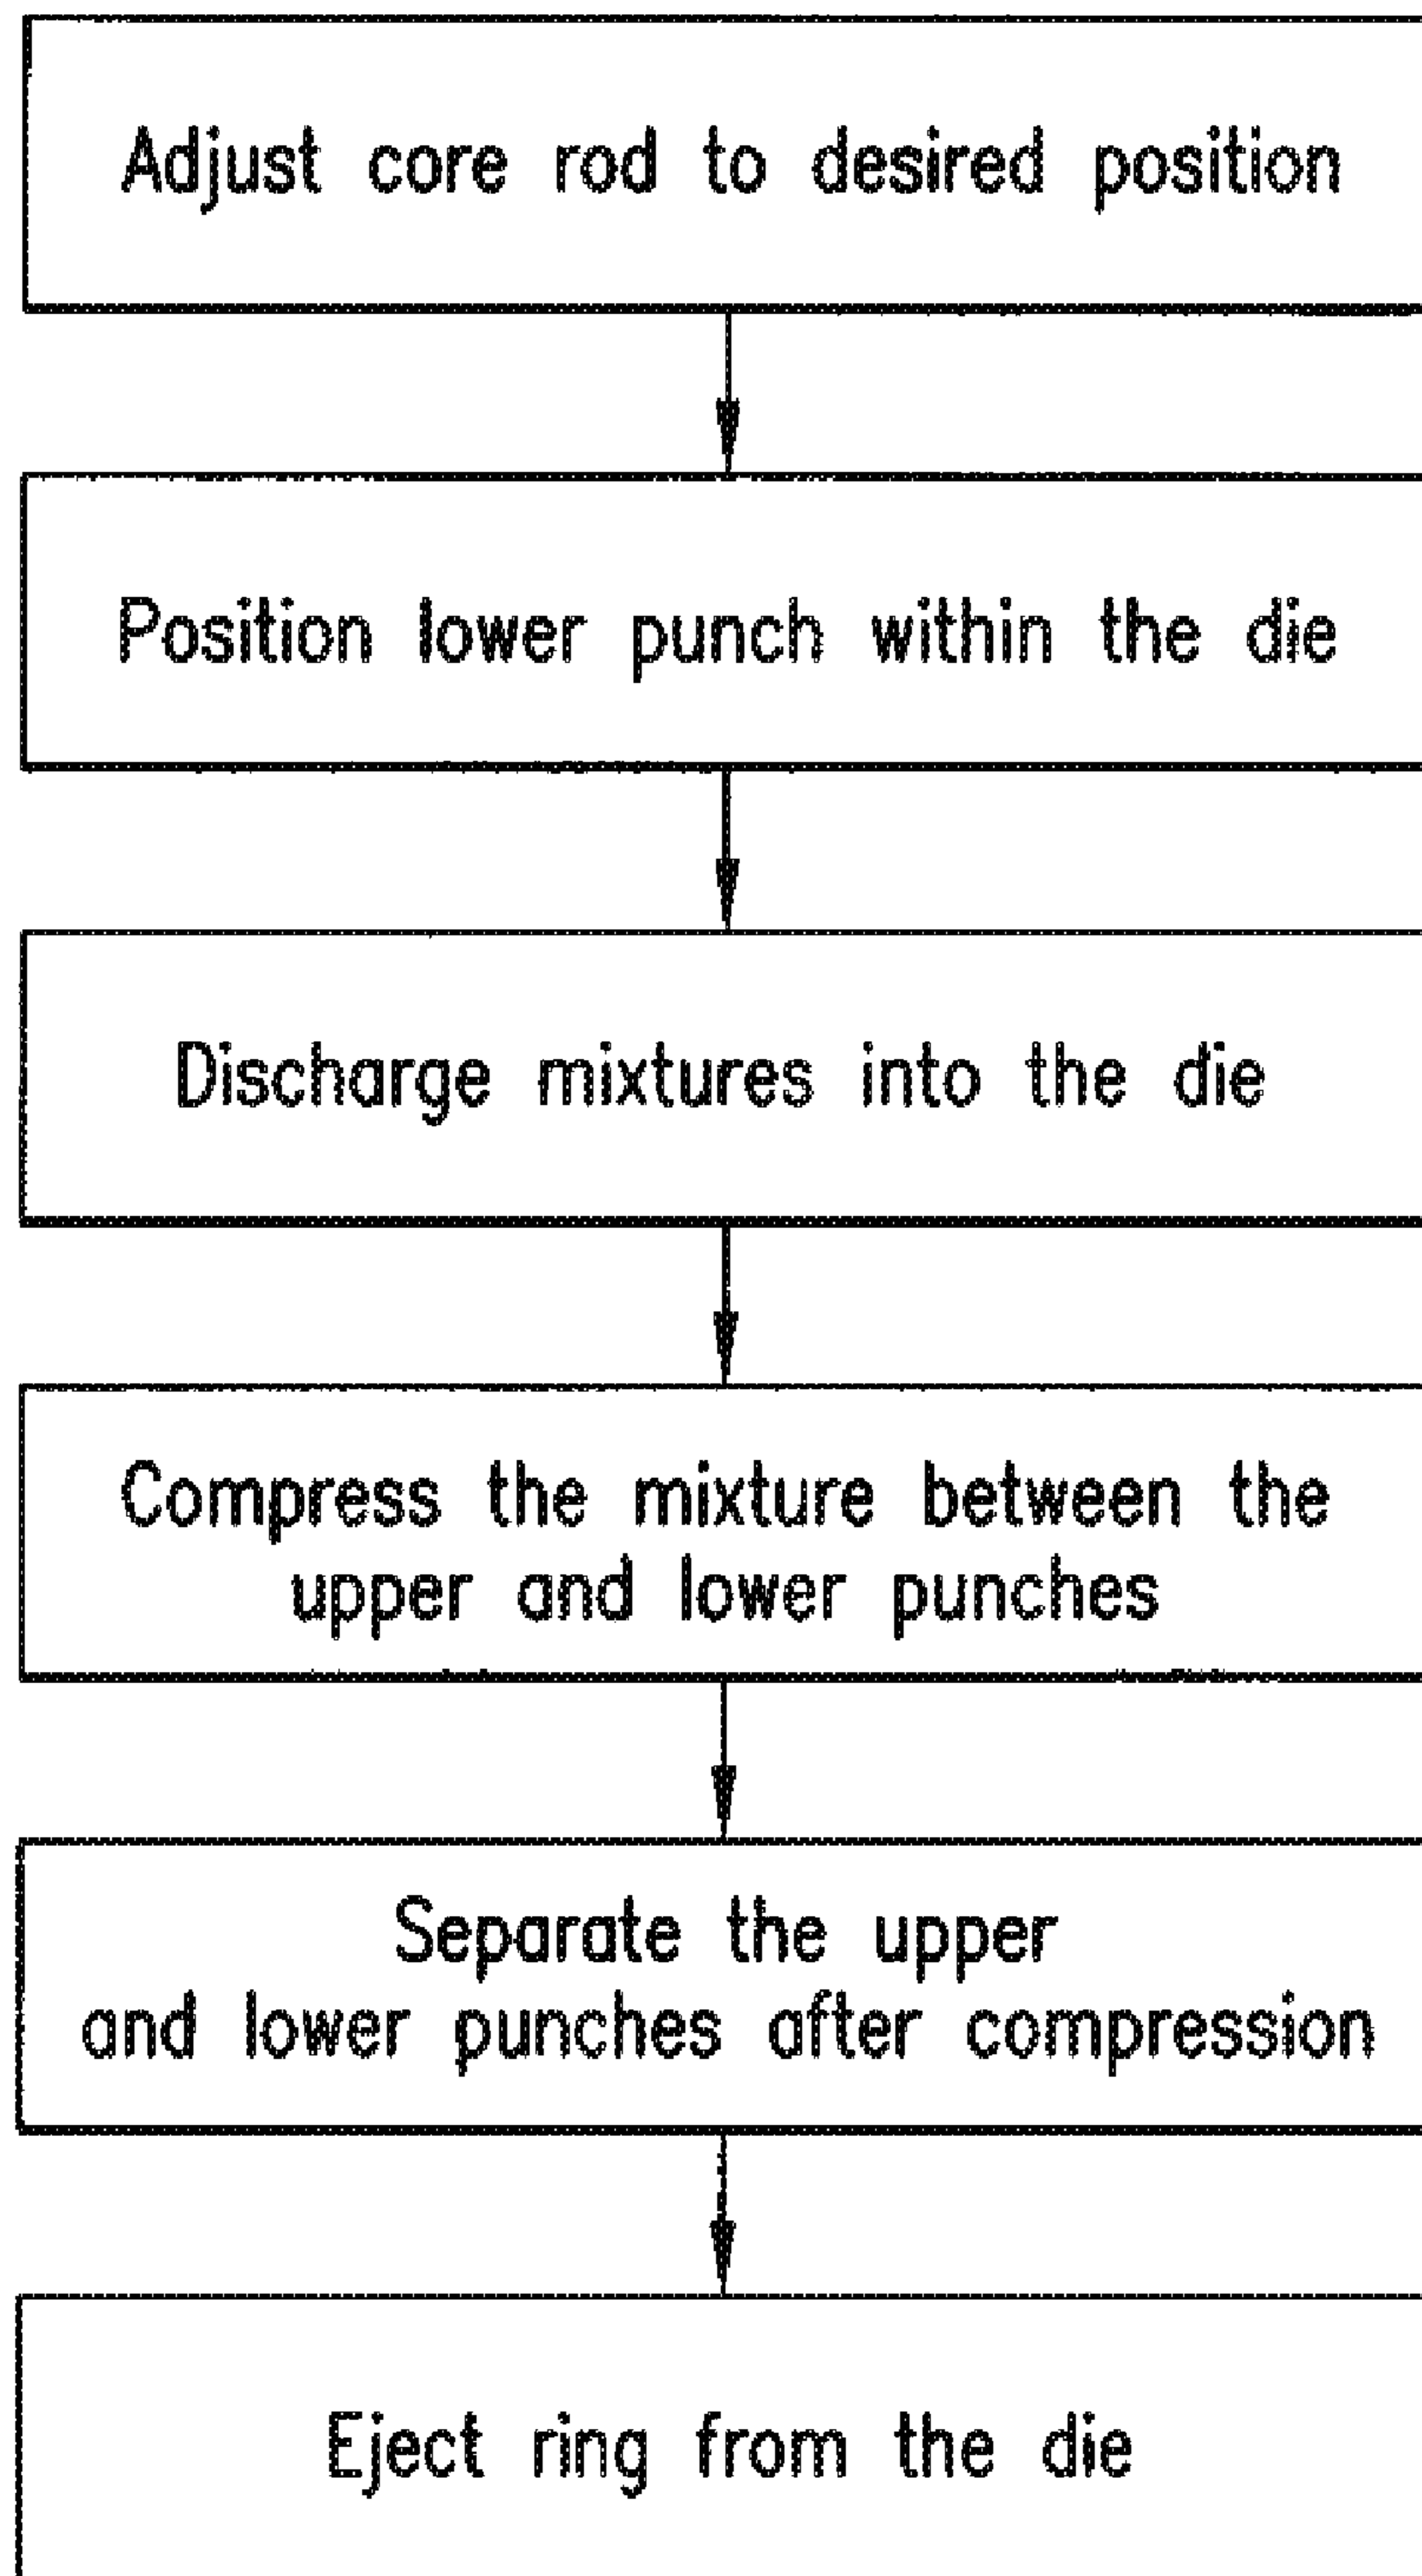 Adjust core rod to desired position
Position lower punch within the die
Discharge mixtures into the die
Compress the mixture between the
upper and lower punches
Separate the upper
and lower punches after compression
Eject ring from the die